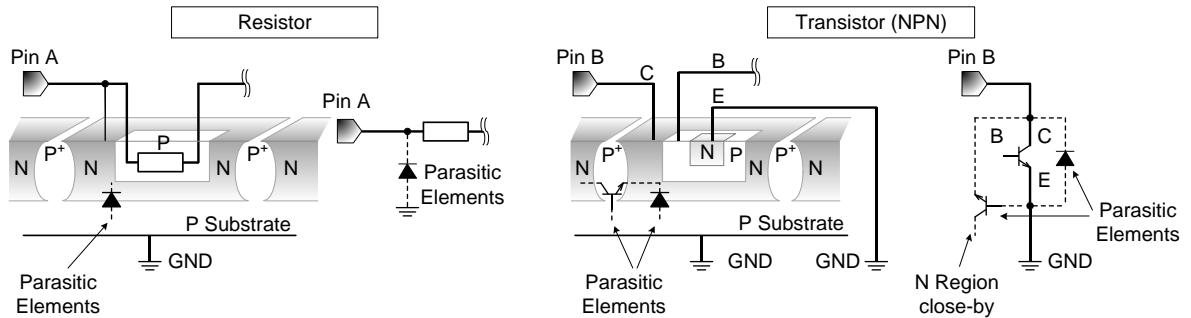 Resistor
Transistor (NPN)
Pin A
Pin B
C
B
E
Pin B
Pin A
N
P+
N
P
P+
N
Parasitic
Elements
P Substrate
GND
Parasitic
Elements
N
P+
N
N
P
P+
N
P Substrate
GND
GND
Parasitic
Elements
B
C
E
Parasitic
Elements
GND
N Region
close-by